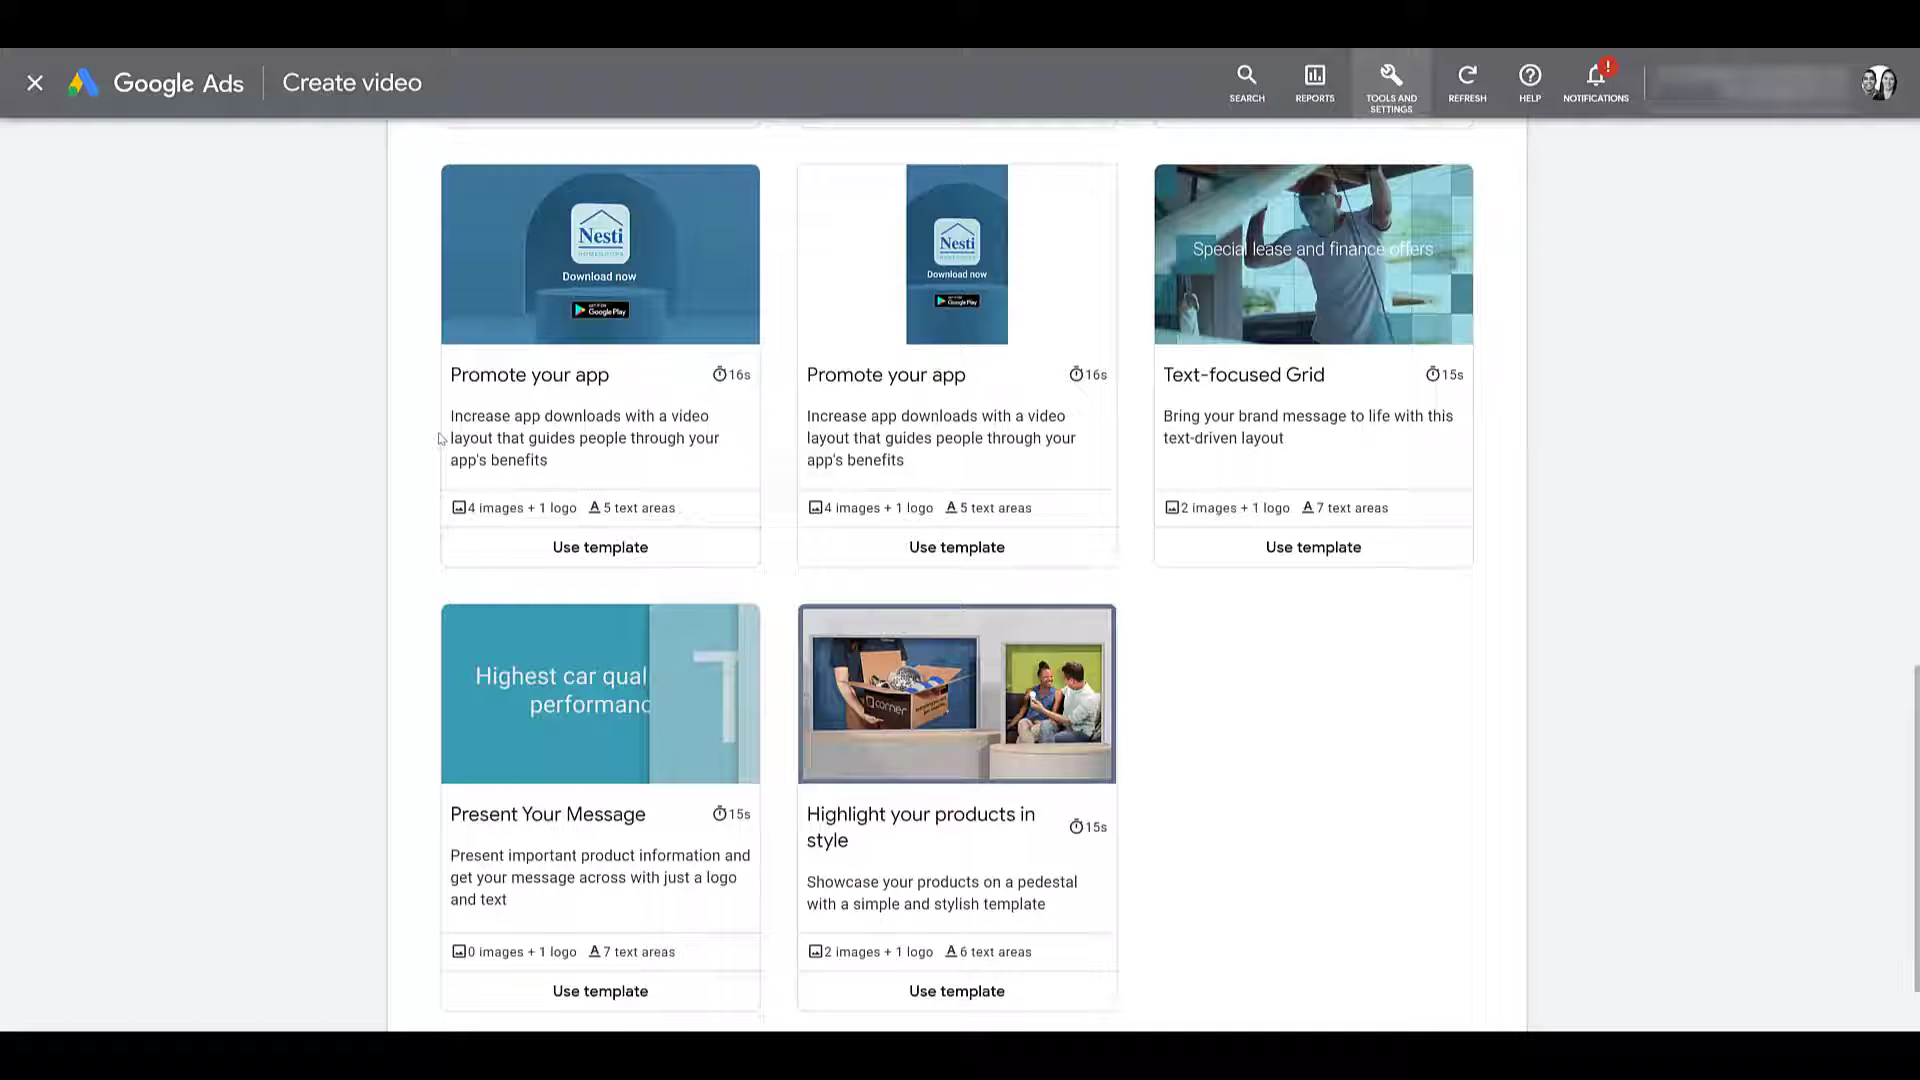 Google Ads
Create video
SEARCH
REPORTS
TOOLS AND
SETTINGS
REFRESH
HELP
!
NOTIFICATIONS
Nesti
Download now
GET IT ON
Google Play
Promote your app
16s
Increase app downloads with a video
layout that guides people through your
app's benefits
4 images + 1 logo
5 text areas
Use template
Nesti
Download now
Google Play
Promote your app
16s
Increase app downloads with a video
layout that guides people through your
app's benefits
4 images + 1 logo
5 text areas
Use template
Special lease and finance offers
Text-focused Grid
15s
Bring your brand message to life with this
text-driven layout
2 images + 1 logo
7 text areas
Use template
Highest car qual
performanc
T
Present Your Message
15s
Present important product information and
get your message across with just a logo
and text
0 images + 1 logo
7 text areas
Use template
corner
Highlight your products in
style
15s
Showcase your products on a pedestal
with a simple and stylish template
2 images + 1 logo
6 text areas
Use template